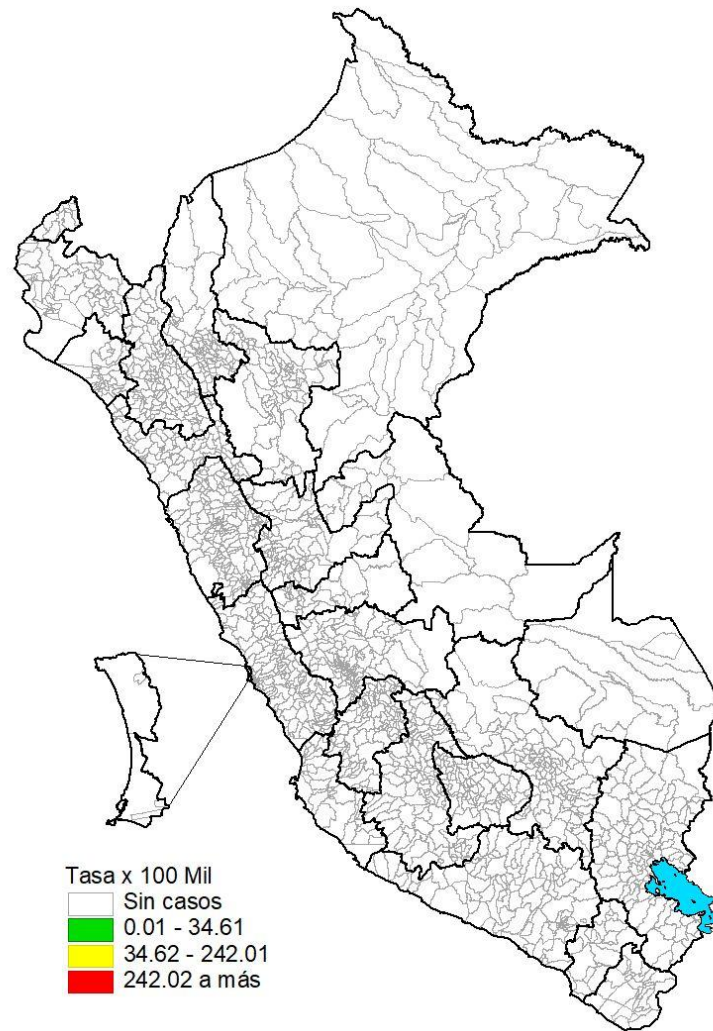 Tasa x 100 Mil
Sin casos
0.01 - 34.61
34.62 - 242.01
242.02 a más